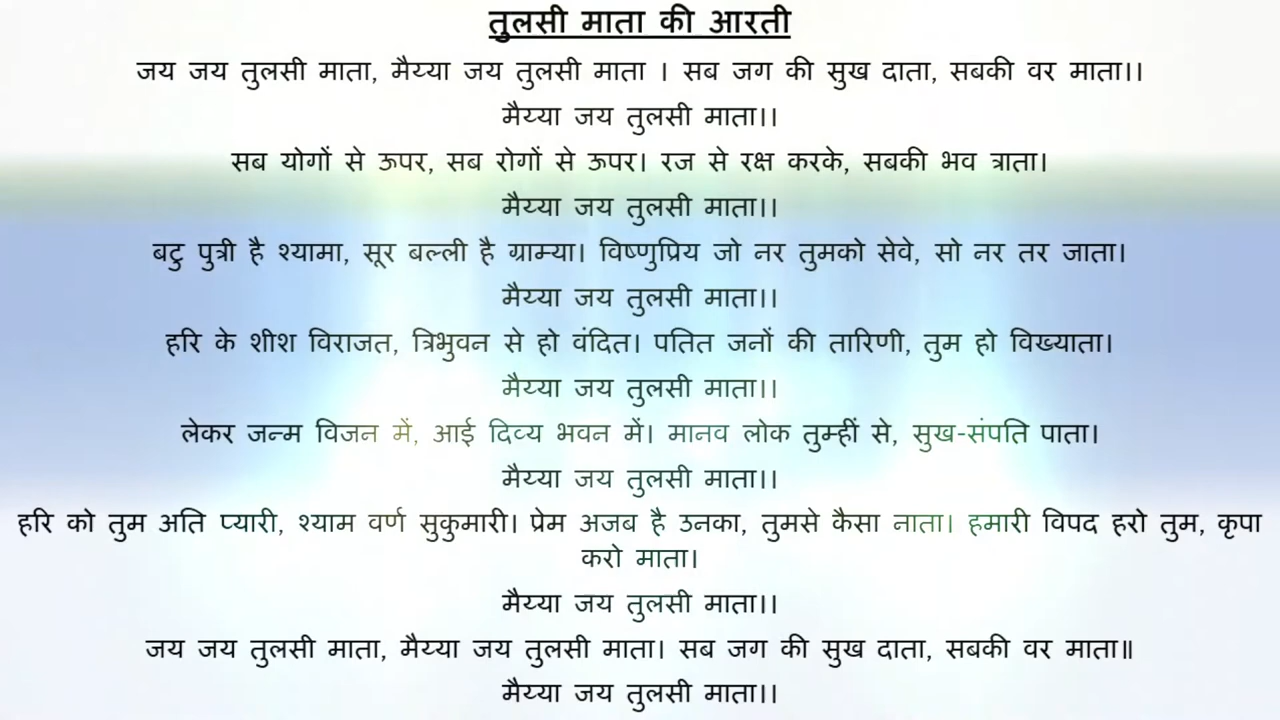 तुलसी माता की आरती
जय जय तुलसी माता, मैय्या जय तुलसी माता । सब जग की सुख दाता, सबकी वर माता।।
मैय्या जय तुलसी माता।।
सब योगों से ऊपर, सब रोगों से ऊपर। रज से रक्ष करके, सबकी भव त्राता।
मैय्या जय तुलसी माता।।
बटु पुत्री है श्यामा, सूर बल्ली है ग्राम्या। विष्णुप्रिय जो नर तुमको सेवे, सो नर तर जाता।
मैय्या जय तुलसी माता।।
हरि के शीश विराजत, त्रिभुवन से हो वंदित। पतित जनों की तारिणी, तुम हो विख्याता।
मैय्या जय तुलसी माता।।
लेकर जन्म विजन में, आई दिव्य भवन में। मानव लोक तुम्हीं से, सुख-संपति पाता।
मैय्या जय तुलसी माता।।
हरि को तुम अति प्यारी, श्याम वर्ण सुकुमारी। प्रेम अजब है उनका, तुमसे कैसा नाता। हमारी विपद हरो तुम, कृपा
करो माता।
मैय्या जय तुलसी माता।।
जय जय तुलसी माता, मैय्या जय तुलसी माता। सब जग की सुख दाता, सबकी वर माता॥
मैय्या जय तुलसी माता।।